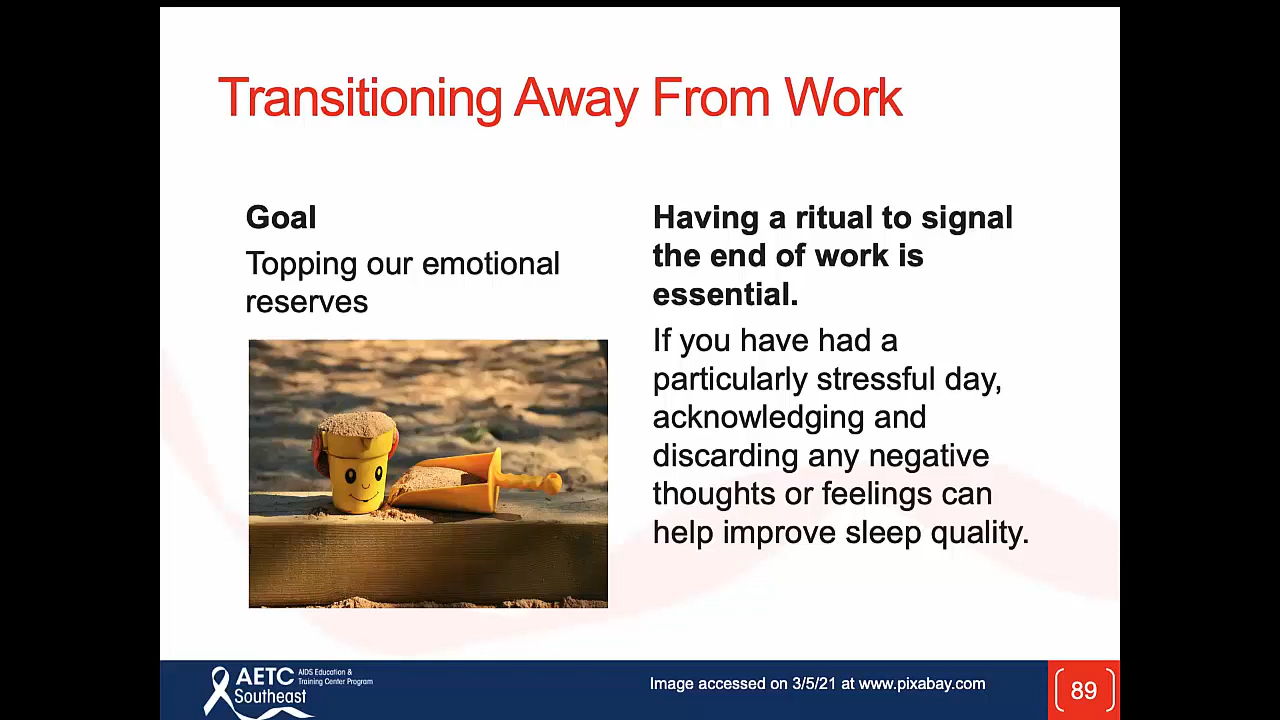 Transitioning Away From Work
Goal
Topping our emotional
reserves
Having a ritual to signal
the end of work is
essential.
If you have had a
particularly stressful day,
acknowledging and
discarding any negative
thoughts or feelings can
help improve sleep quality.
AETC
Southeast
AIDS Education &
Training Center Program
Image accessed on 3/5/21 at www.pixabay.com
89